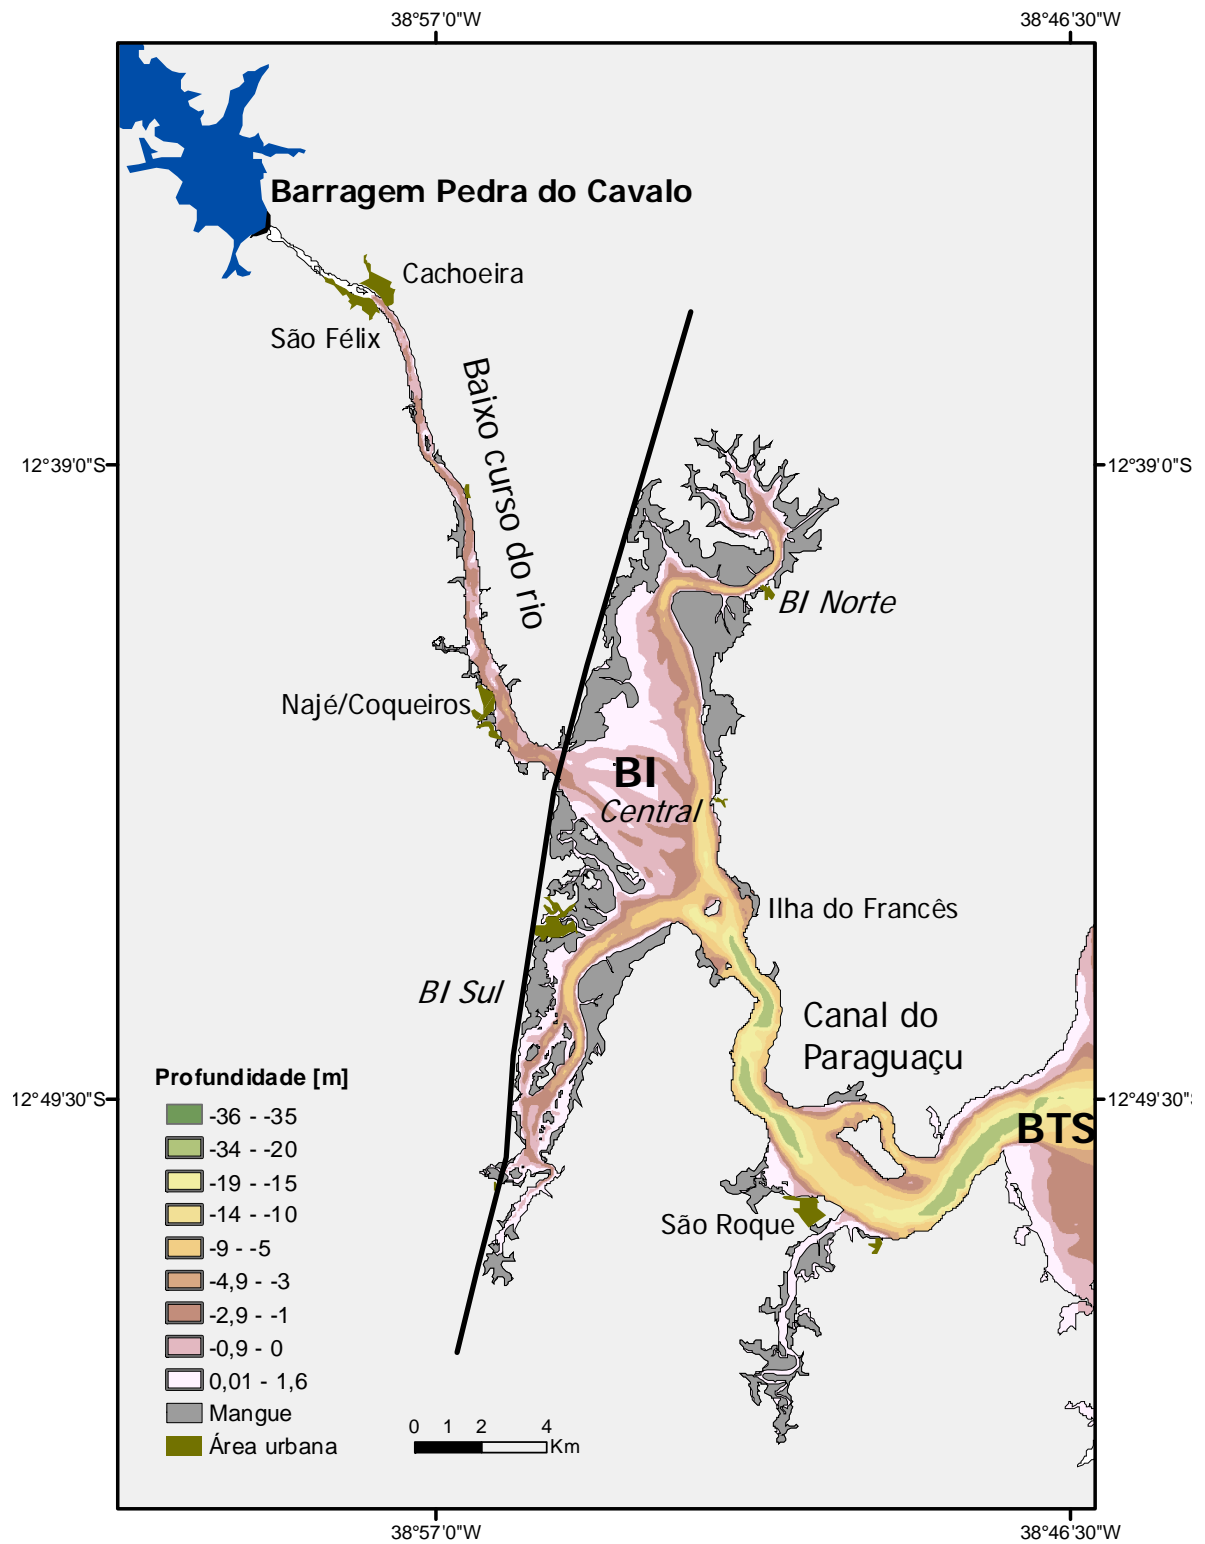 38°57'0"W
38°46'30"W
Barragem Pedra do Cavalo
Cachoeira
São Félix
Baixo curso do rio
12°39'0"S
12°39'0"S
BI Norte
Najé/Coqueiros
BI
Central
Ilha do Francês
BI Sul
Canal do
Paraguaçu
12°49'30"S
12°49'30"S
BTS
São Roque
Profundidade [m]
-36 - -35
-34 - -20
-19 - -15
-14 - -10
-9 - -5
-4,9 - -3
-2,9 - -1
-0,9 - 0
0,01 - 1,6
Mangue
Área urbana
0 1 2 4
Km
38°57'0"W
38°46'30"W